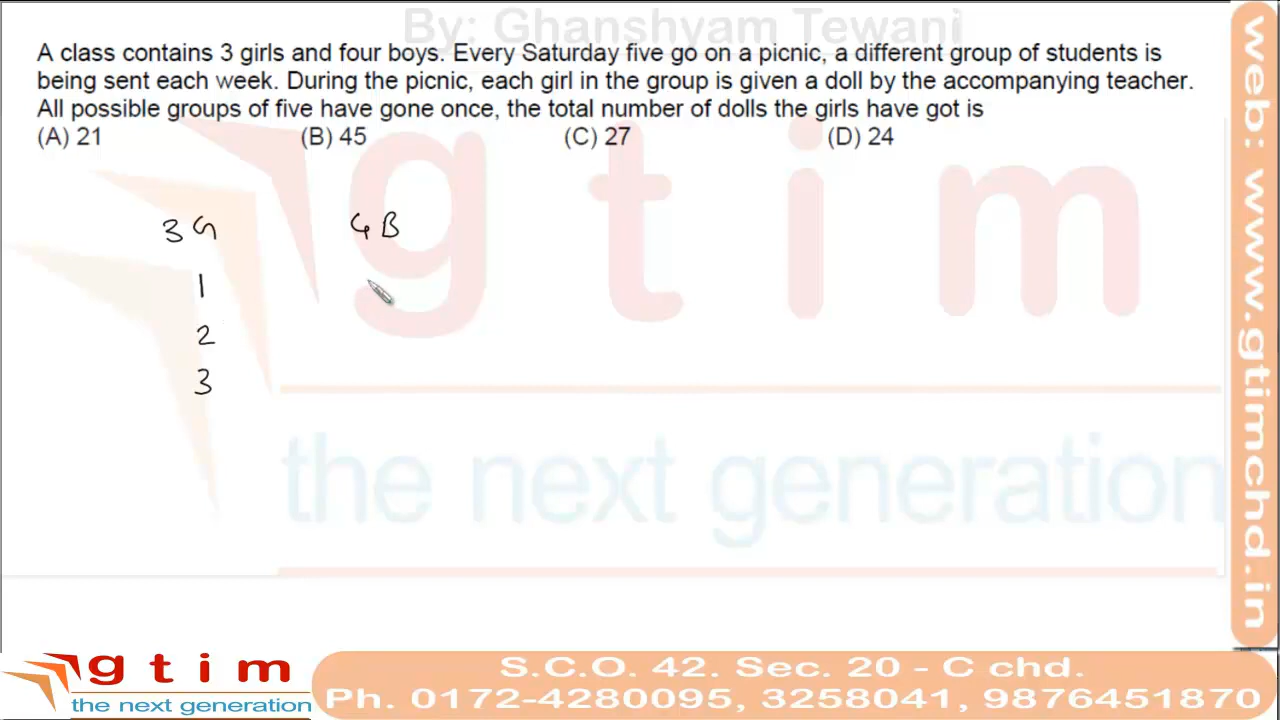 By: Ghanshyam Tewani
A class contains 3 girls and four boys. Every Saturday five go on a picnic, a different group of students is
being sent each week. During the picnic, each girl in the group is given a doll by the accompanying teacher.
All possible groups of five have gone once, the total number of dolls the girls have got is
(A) 21 (B) 45 (C) 27 (D) 24
3 G 4 B
1
2
3
gtim
the next generation
web: www.gtimchd.in
gtim
the next generation
S.C.O. 42. Sec. 20 - C chd.
Ph. 0172-4280095, 3258041, 9876451870